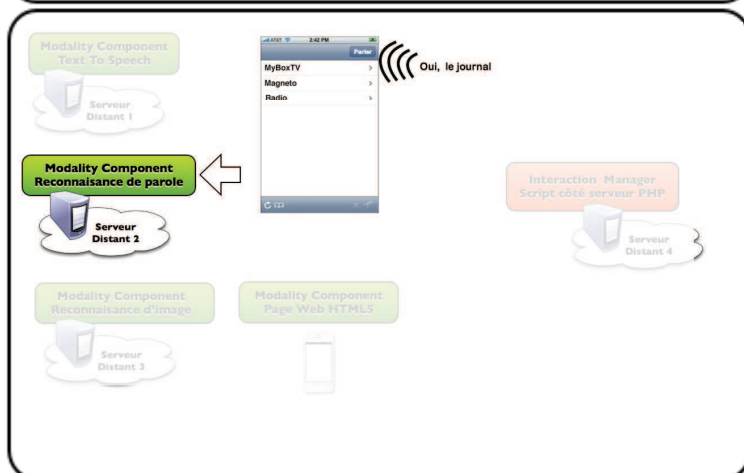 Modality Component
Text To Speech
Serveur
Distant 1
AT&T 2:42 PM
Parler
MyBoxTV
Magneto
Radio
Oui, le journal
Modality Component
Reconnaisance de parole
Serveur
Distant 2
Interaction Manager
Script côté serveur PHP
Serveur
Distant 4
Modality Component
Reconnaisance d'image
Serveur
Distant 3
Modality Component
Page Web HTML5